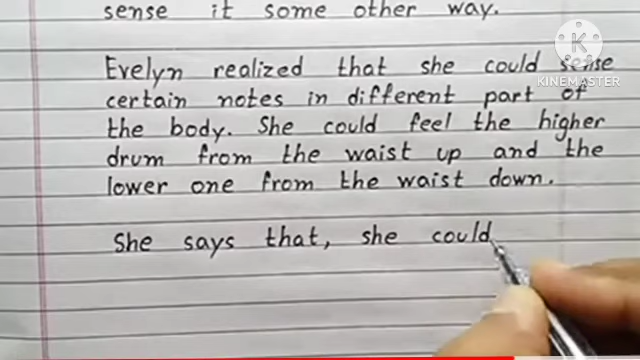 sense it some other way.
Evelyn realized that she could sense
certain notes in different part of
the body. She could feel the higher
drum from the waist up and the
lower one from the waist down.
She says that, she could
KINEMASTER